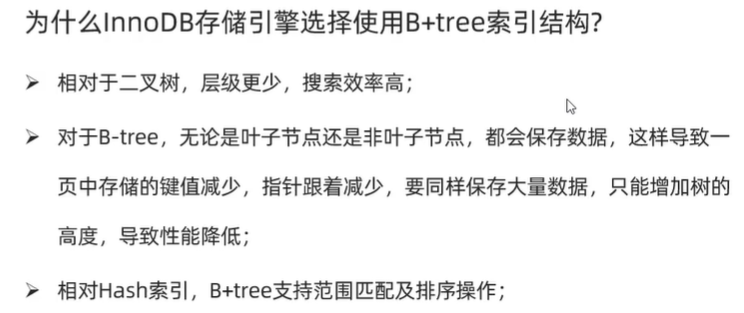 为什么InnoDB存储引擎选择使用B+tree索引结构?
➢ 相对于二叉树，层级更少，搜索效率高；
➢ 对于B-tree，无论是叶子节点还是非叶子节点，都会保存数据，这样导致一
页中存储的键值减少，指针跟着减少，要同样保存大量数据，只能增加树的
高度，导致性能降低；
➢ 相对Hash索引，B+tree支持范围匹配及排序操作；